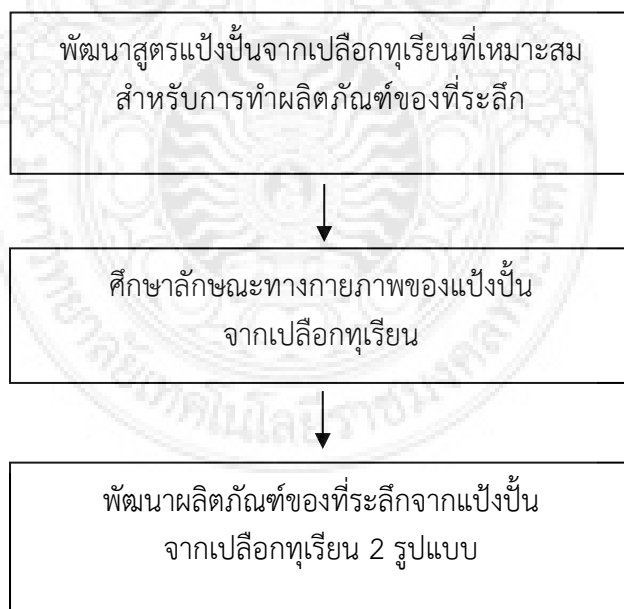 พัฒนาสูตรแป้งปั้นจากเปลือกทุเรียนที่เหมาะสม
สำหรับการทำผลิตภัณฑ์ของที่ระลึก
ศึกษาลักษณะทางกายภาพของแป้งปั้น
จากเปลือกทุเรียน
พัฒนาผลิตภัณฑ์ของที่ระลึกจากแป้งปั้น
จากเปลือกทุเรียน 2 รูปแบบ